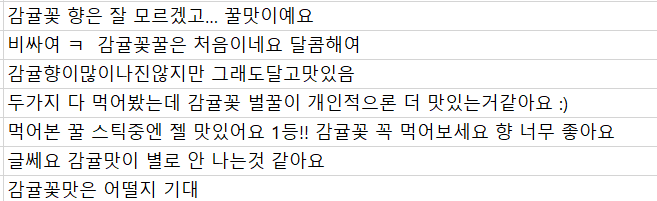 감귤꽃 향은 잘 모르겠고... 꿀맛이예요
비싸여 ㅋ  감귤꽃꿀은 처음이네요 달콤해여
감귤향이많이나진않지만 그래도달고맛있음
두가지 다 먹어봤는데 감귤꽃 벌꿀이 개인적으론 더 맛있는거같아요 :)
먹어본 꿀 스틱중엔 젤 맛있어요 1등!! 감귤꽃 꼭 먹어보세요 향 너무 좋아요
글쎄요 감귤맛이 별로 안 나는것 같아요
감귤꽃맛은 어떨지 기대